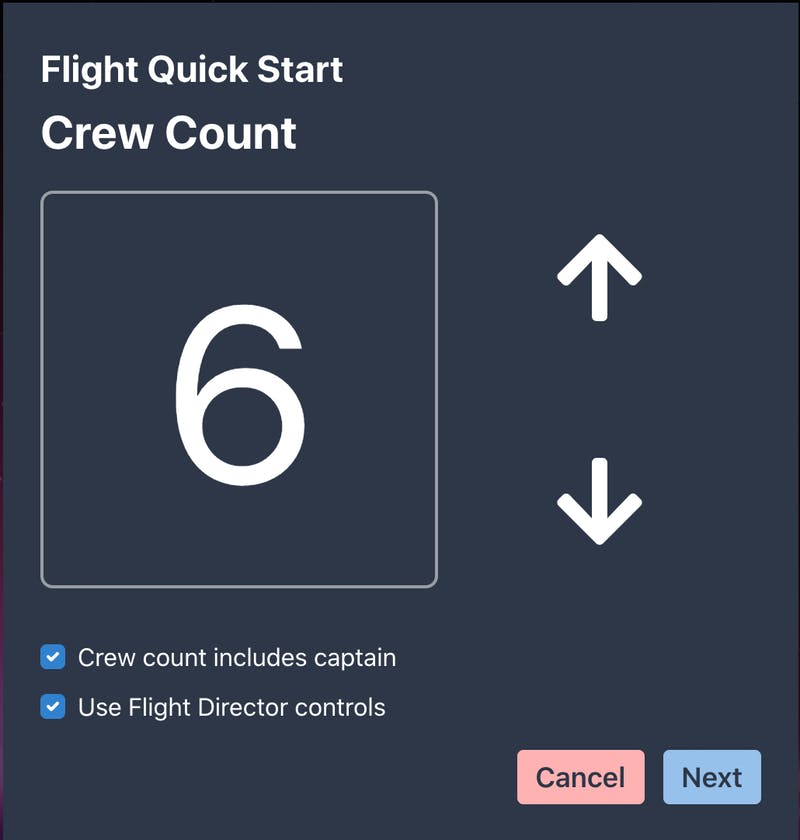 Flight Quick Start
Crew Count
6
Crew count includes captain
Use Flight Director controls
Cancel Next